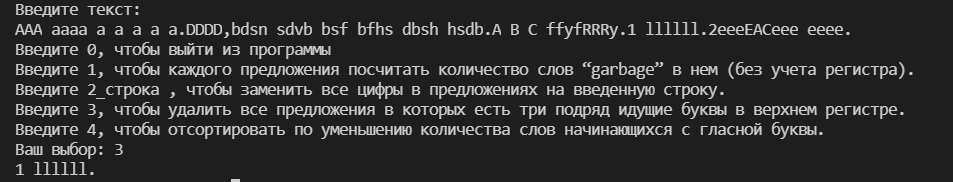 Введите текст:
AAA aaaa a a a a a.DDDD,bdsn sdvb bsf bfhs dbsh hsdb.A B C ffyfRRRy.1 llllll.2eeeEACeee eeee.
Введите 0, чтобы выйти из программы
Введите 1, чтобы каждого предложения посчитать количество слов “garbage” в нем (без учета регистра).
Введите 2_строка , чтобы заменить все цифры в предложениях на введенную строку.
Введите 3, чтобы удалить все предложения в которых есть три подряд идущие буквы в верхнем регистре.
Введите 4, чтобы отсортировать по уменьшению количества слов начинающихся с гласной буквы.
Ваш выбор: 3
1 llllll.